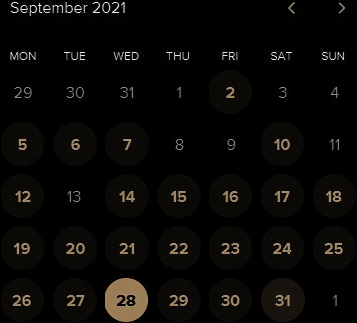 September 2021 < >
MON TUE WED THU FRI SAT SUN
29 30 31 1 2 3 4
5 6 7 8 9 10 11
12 13 14 15 16 17 18
19 20 21 22 23 24 25
26 27 28 29 30 31 1